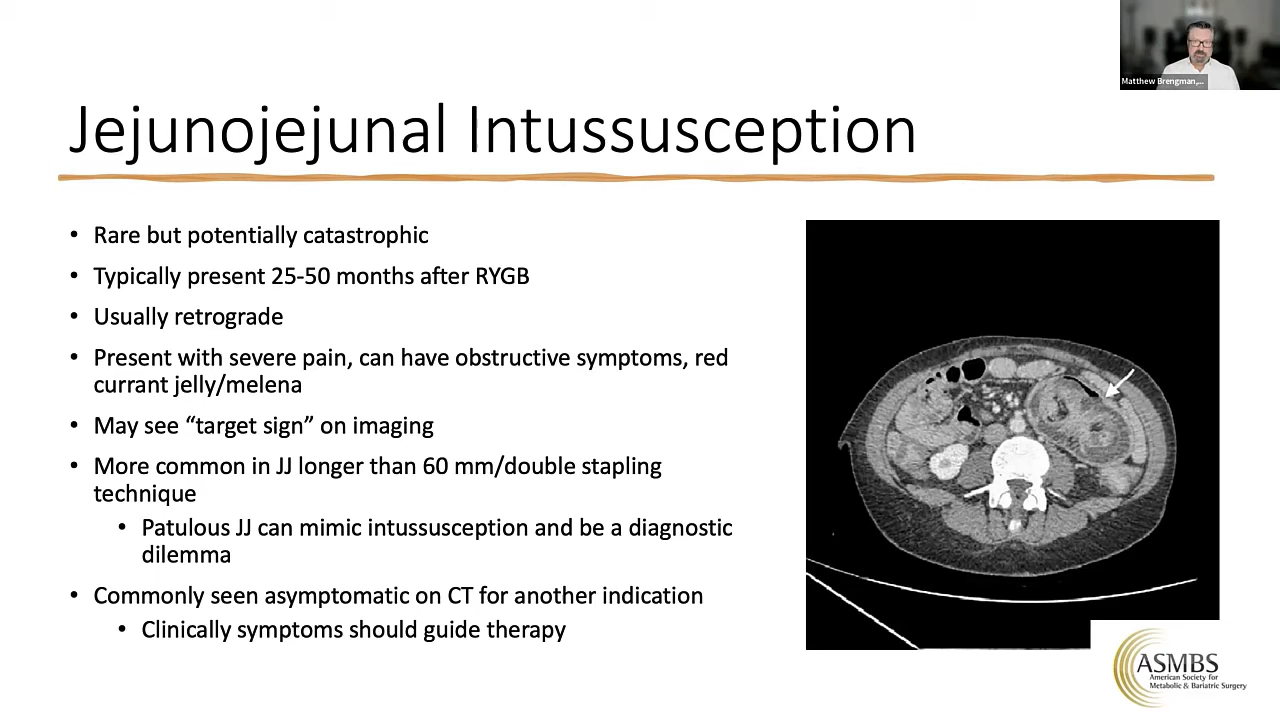 Matthew Brengman,...
Jejunojejunal Intussusception
• Rare but potentially catastrophic
• Typically present 25-50 months after RYGB
• Usually retrograde
• Present with severe pain, can have obstructive symptoms, red
currant jelly/melena
• May see “target sign” on imaging
• More common in JJ longer than 60 mm/double stapling
technique
• Patulous JJ can mimic intussusception and be a diagnostic
dilemma
• Commonly seen asymptomatic on CT for another indication
• Clinically symptoms should guide therapy
ASMBS
American Society for
Metabolic & Bariatric Surgery